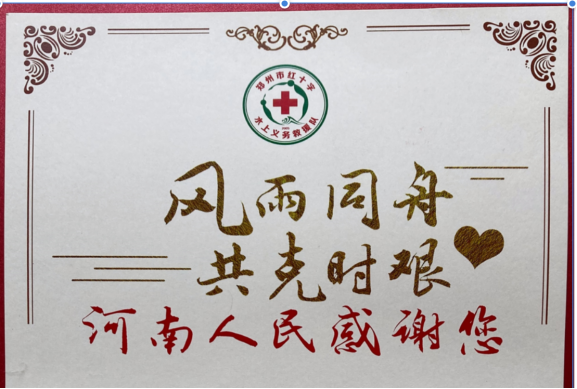 郑州市红十字
水上义务救援队
风雨同舟
共克时艰
河南人民感谢您